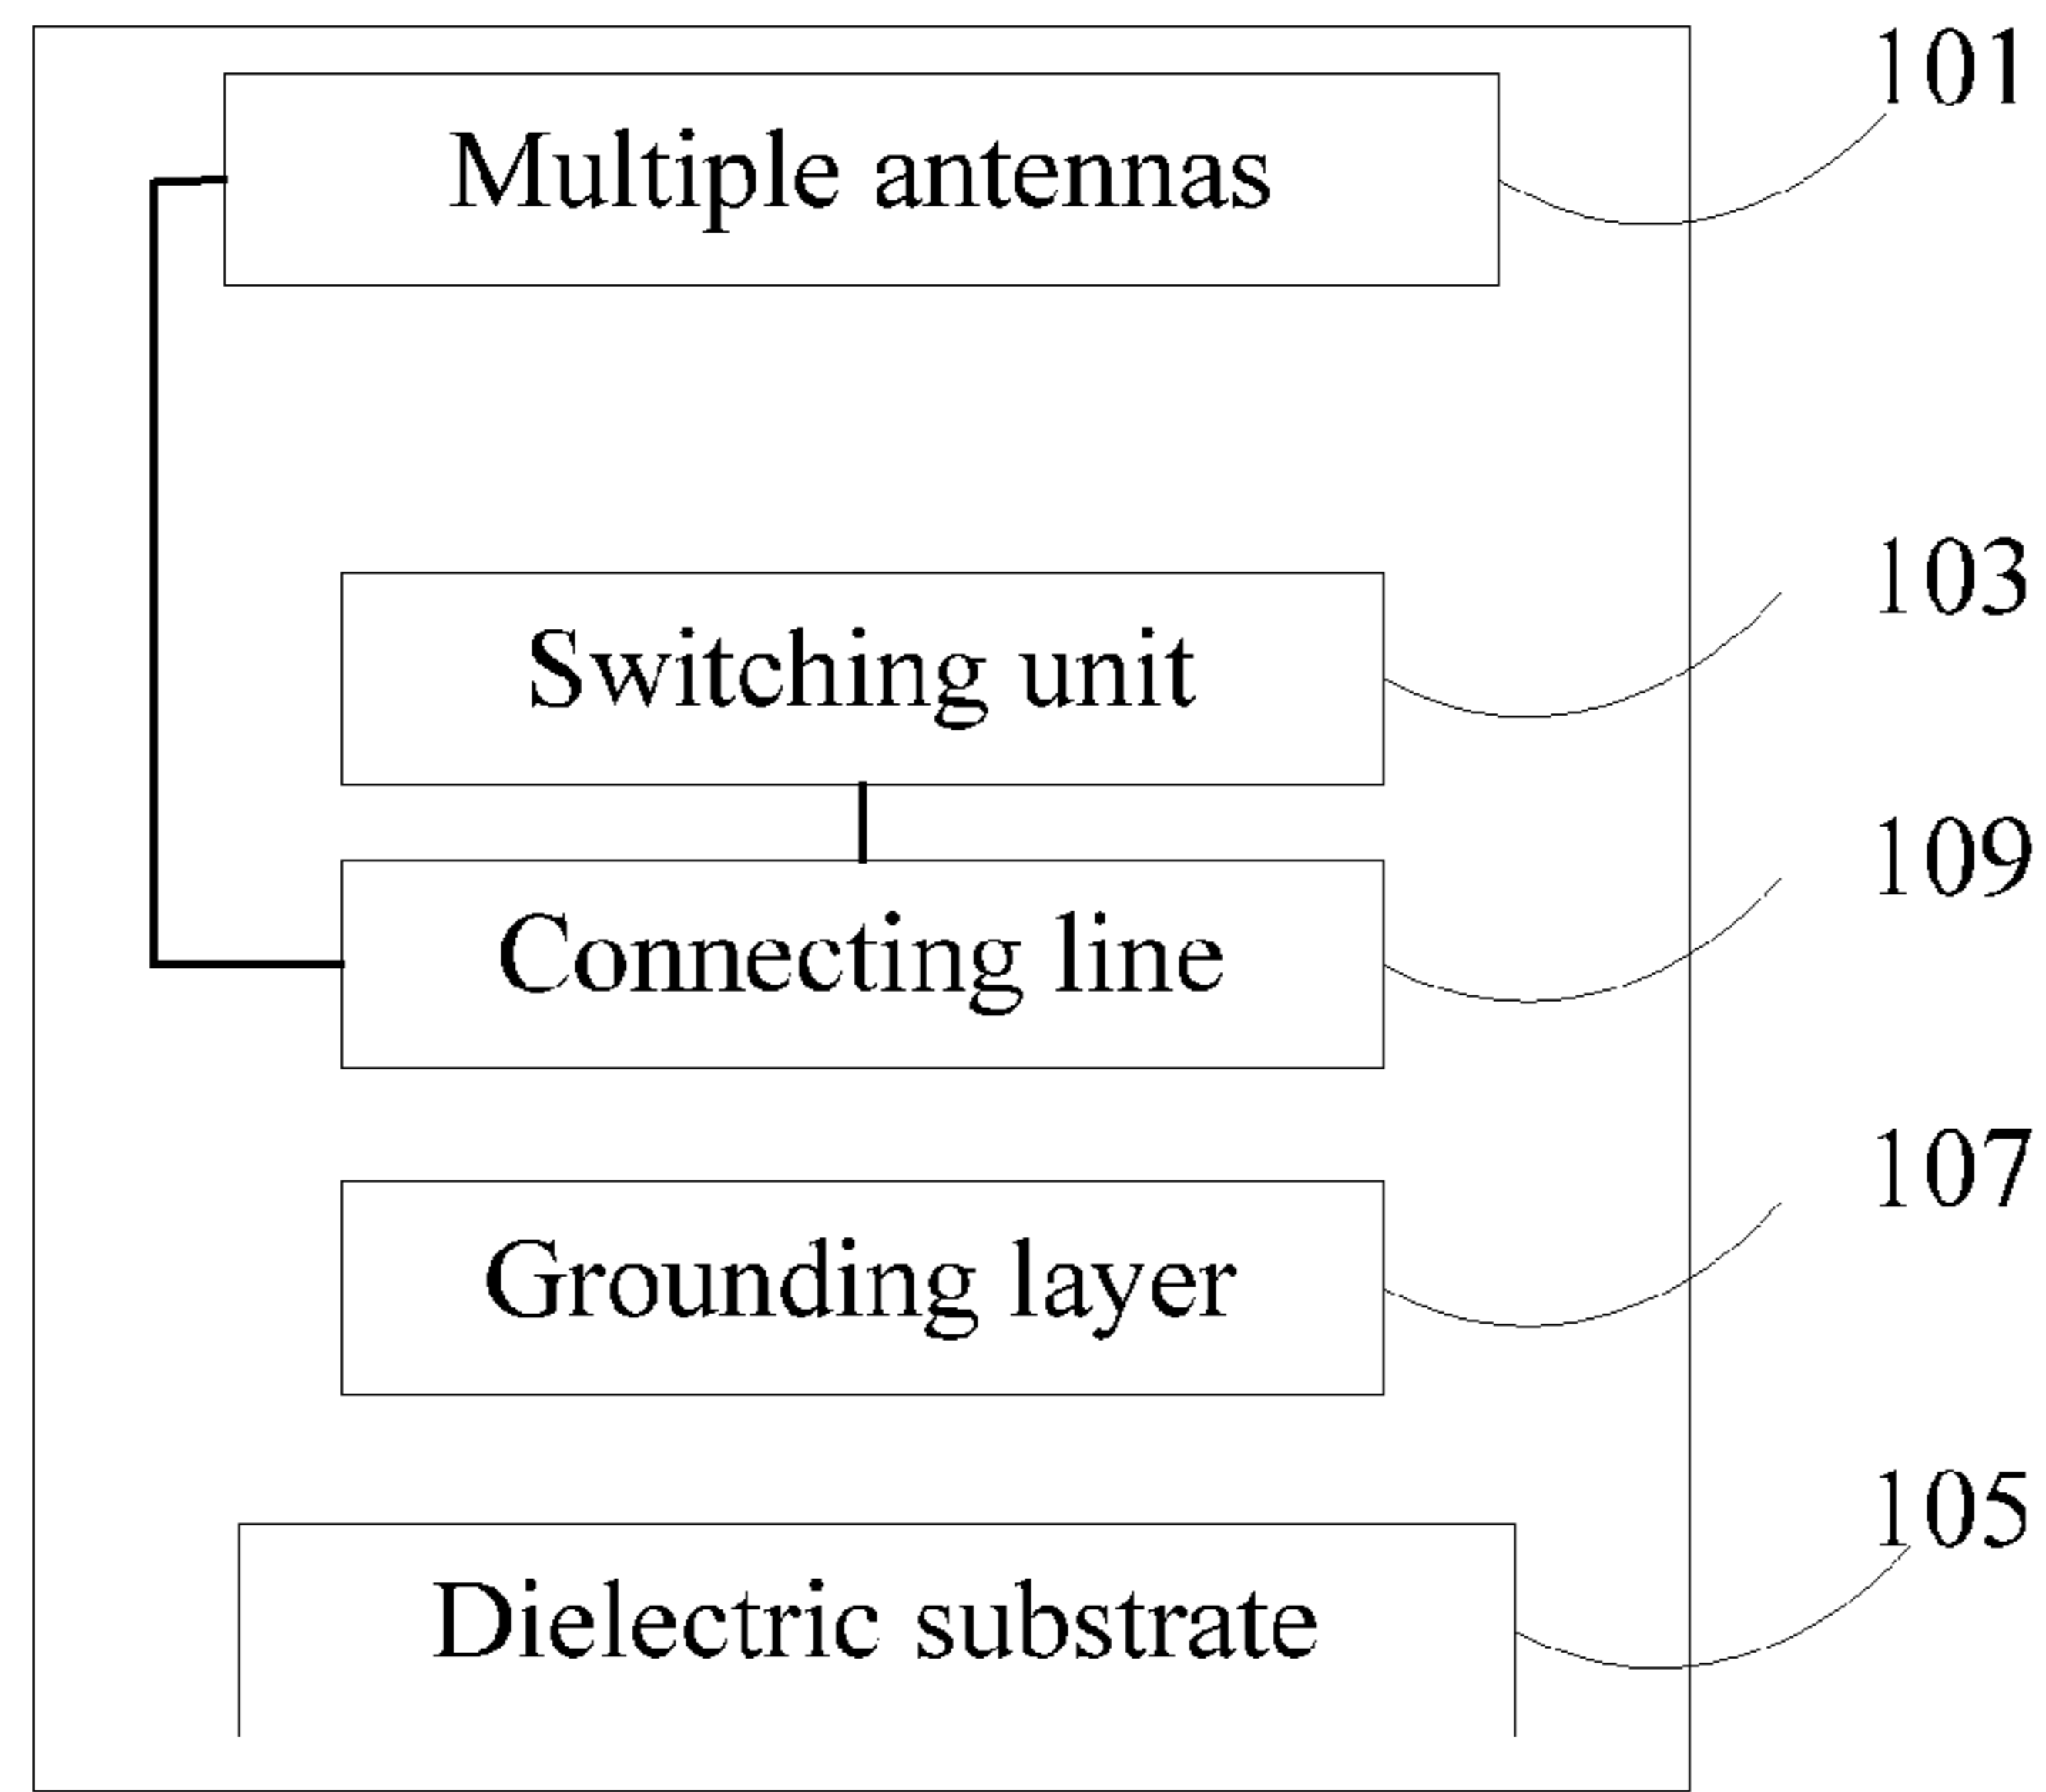 101
Multiple antennas
103
Switching unit
109
Connecting line
107
Grounding layer
105
Dielectric substrate